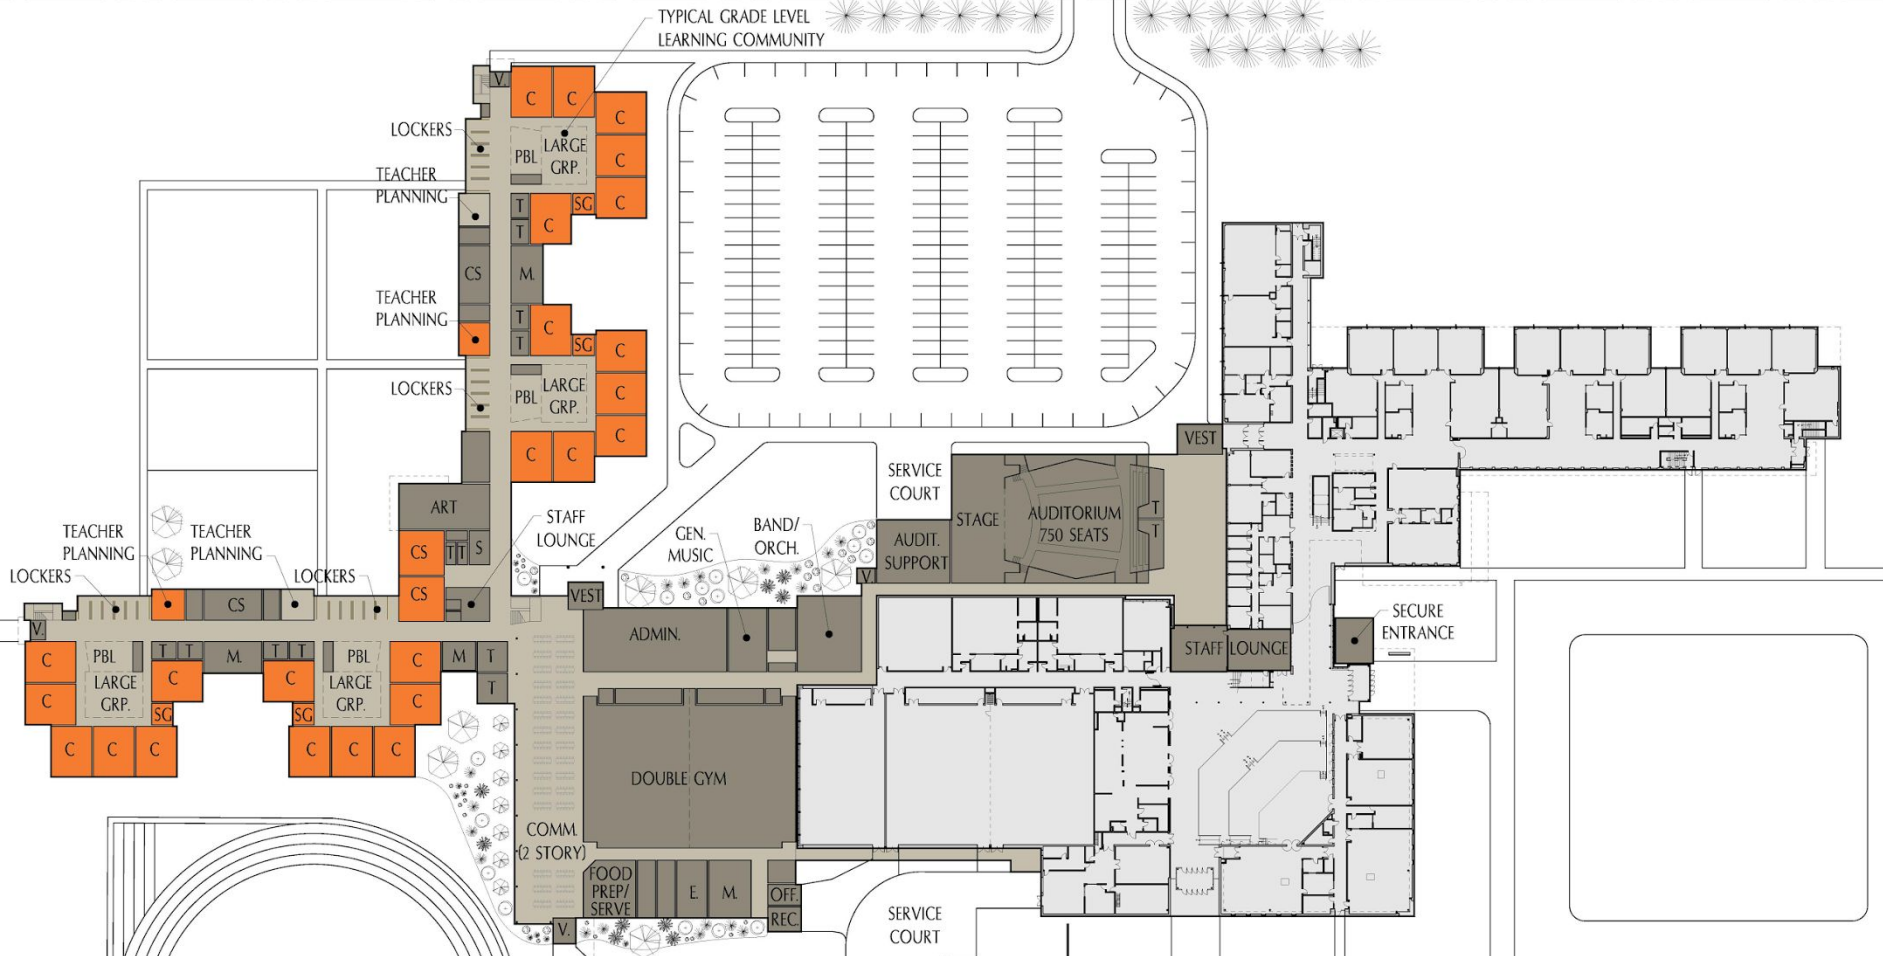 TYPICAL GRADE LEVEL
LEARNING COMMUNITY
V.
C
C
C
LOCKERS
PBL
LARGE
GRP.
C
TEACHER
PLANNING
T
SG
C
T
C
CS
M.
TEACHER
PLANNING
T
C
T
SG
C
LOCKERS
PBL
LARGE
GRP.
C
C
C
C
VEST
SERVICE
COURT
ART
STAGE
AUDITORIUM
750 SEATS
T
T
STAFF
LOUNGE
GEN.
MUSIC
BAND/
ORCH.
AUDIT.
SUPPORT
V.
TEACHER
PLANNING
TEACHER
PLANNING
CS
T
T
S
LOCKERS
LOCKERS
CS
CS
VEST
SECURE
ENTRANCE
V.
ADMIN.
STAFF
LOUNGE
C
PBL
T
T
M.
T
T
PBL
C
M
T
LARGE
GRP.
C
C
LARGE
GRP.
T
C
SG
SG
C
C
C
C
C
C
C
DOUBLE GYM
COMM.
(2 STORY)
FOOD
PREP/
SERVE
E.
M.
OFF.
REC.
V.
SERVICE
COURT